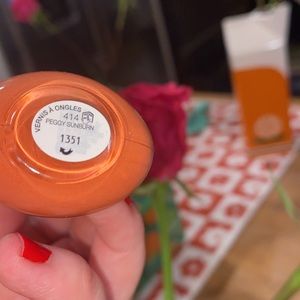 VERNIS À ONGLES
414
PEGGY SUNBURN
1351